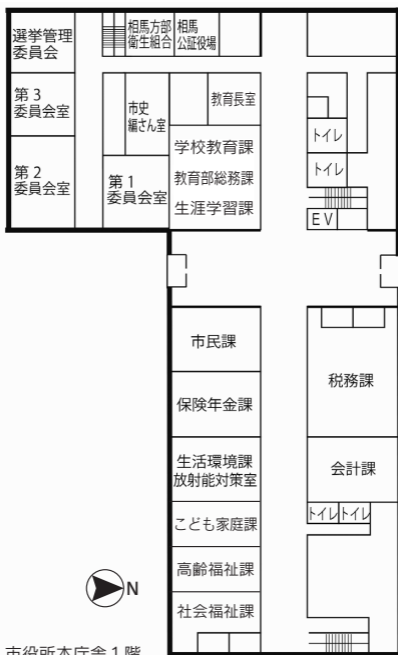 選挙管理
委員会
相馬方部
衛生組合
相馬
公証役場
第3
委員会室
市史
編さん室
教育長室
トイレ
学校教育課
教育部総務課
生涯学習課
第2
委員会室
第1
委員会室
トイレ
EV
市民課
税務課
保険年金課
生活環境課
放射能対策室
会計課
こども家庭課
トイレ
トイレ
高齢福祉課
N
社会福祉課
市役所本庁舎1階